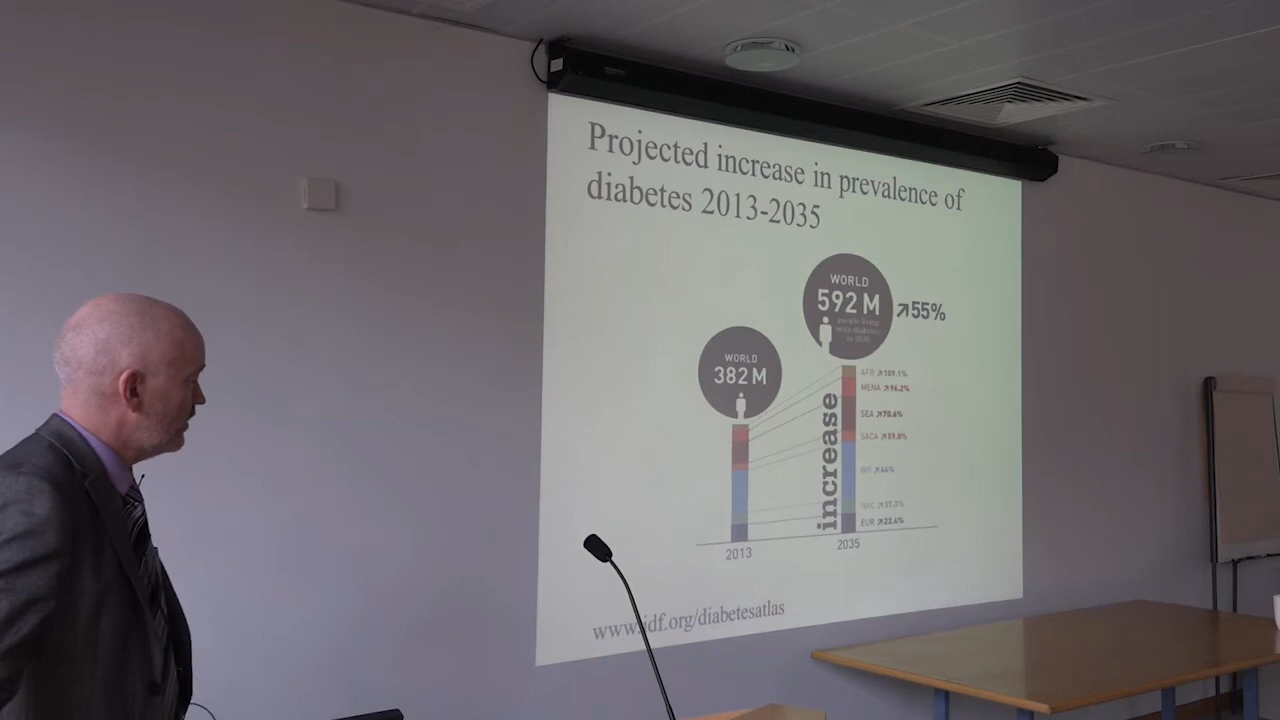 Projected increase in prevalence of
diabetes 2013-2035
WORLD
592 M
people living
with diabetes
in 2035
55%
WORLD
382 M
increase
AFR 109.1%
MENA 96.2%
SEA 70.6%
SACA 59.8%
WP 46%
NAC 37.3%
EUR 22.4%
2013
2035
www.idf.org/diabetesatlas